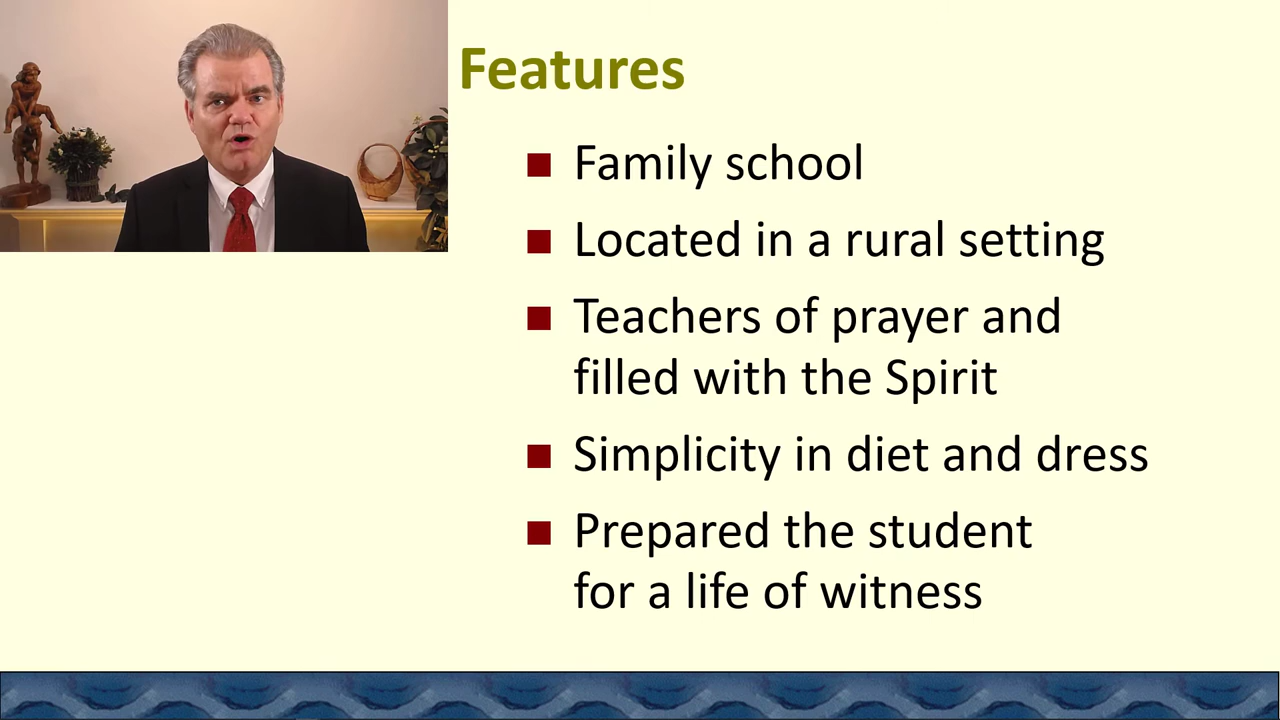 Features
Family school
Located in a rural setting
Teachers of prayer and
filled with the Spirit
Simplicity in diet and dress
Prepared the student
for a life of witness